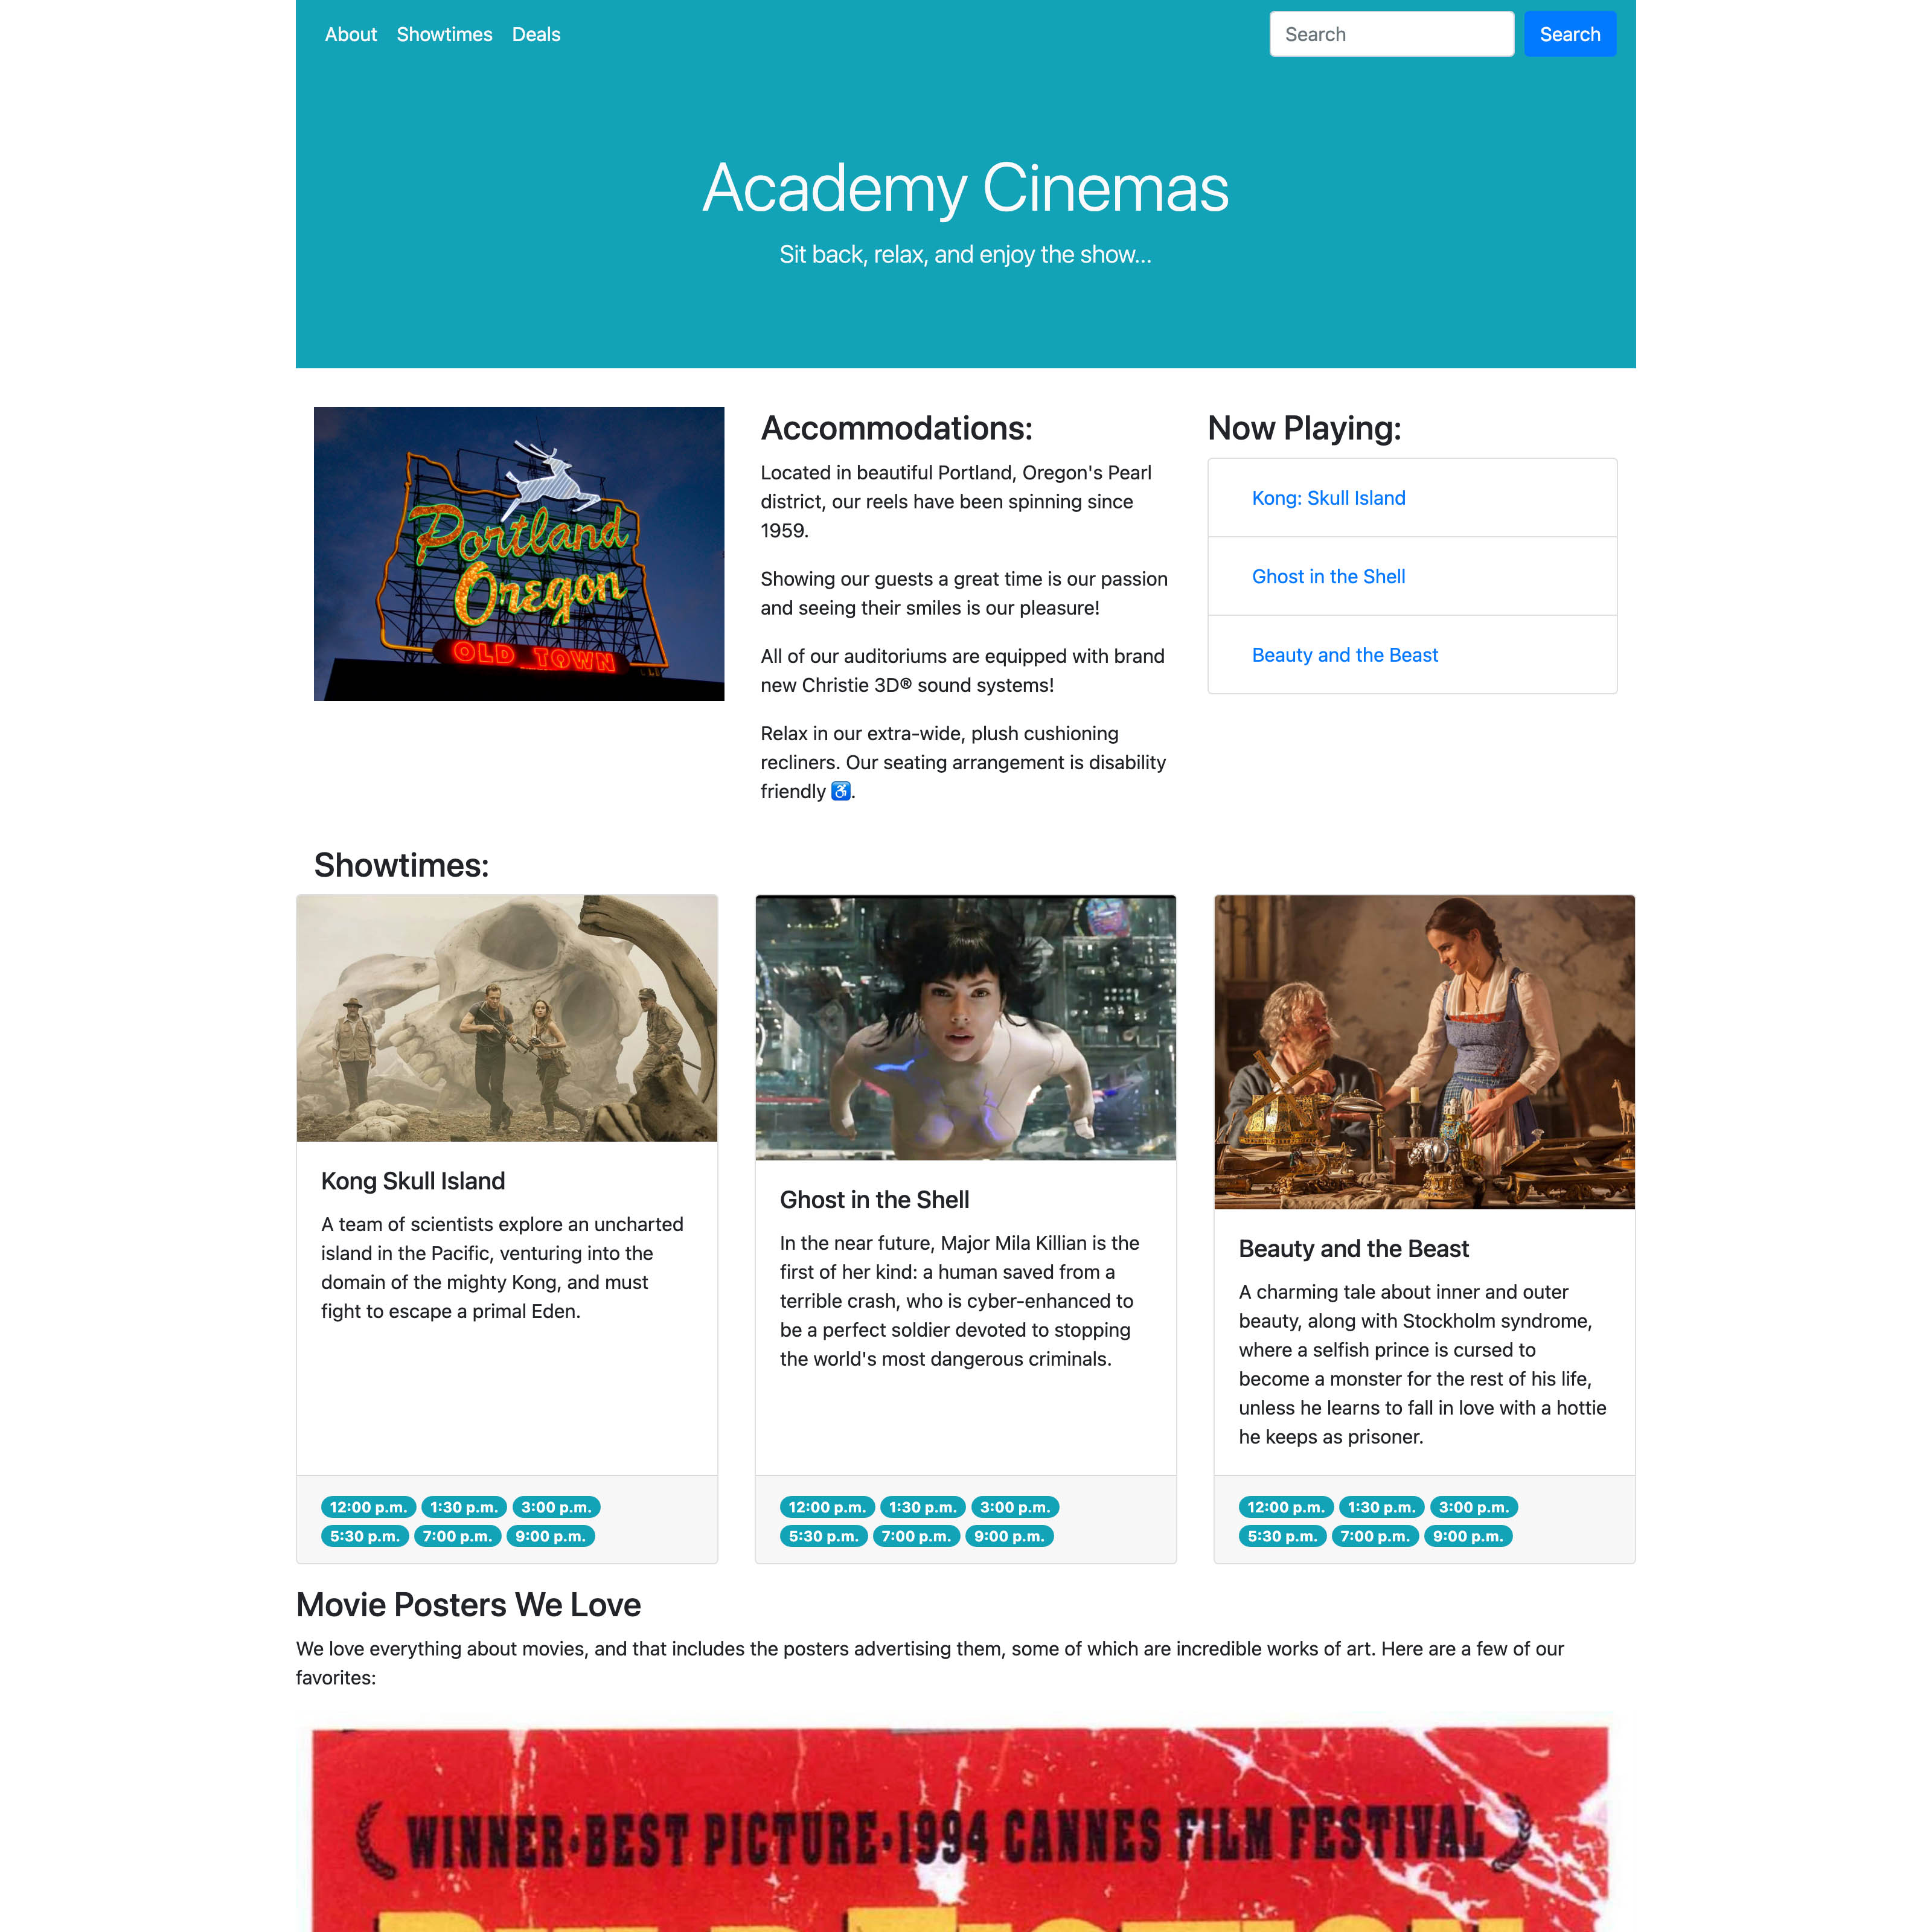 About Showtimes Deals
Search
Search
Academy Cinemas
Sit back, relax, and enjoy the show...
Portland
Oregon
OLD TOWN
Accommodations:
Located in beautiful Portland, Oregon's Pearl
district, our reels have been spinning since
1959.
Showing our guests a great time is our passion
and seeing their smiles is our pleasure!
All of our auditoriums are equipped with brand
new Christie 3D® sound systems!
Relax in our extra-wide, plush cushioning
recliners. Our seating arrangement is disability
friendly ♿.
Now Playing:
Kong: Skull Island
Ghost in the Shell
Beauty and the Beast
Showtimes:
Kong Skull Island
A team of scientists explore an uncharted
island in the Pacific, venturing into the
domain of the mighty Kong, and must
fight to escape a primal Eden.
12:00 p.m. 1:30 p.m. 3:00 p.m.
5:30 p.m. 7:00 p.m. 9:00 p.m.
Ghost in the Shell
In the near future, Major Mila Killian is the
first of her kind: a human saved from a
terrible crash, who is cyber-enhanced to
be a perfect soldier devoted to stopping
the world's most dangerous criminals.
12:00 p.m. 1:30 p.m. 3:00 p.m.
5:30 p.m. 7:00 p.m. 9:00 p.m.
Beauty and the Beast
A charming tale about inner and outer
beauty, along with Stockholm syndrome,
where a selfish prince is cursed to
become a monster for the rest of his life,
unless he learns to fall in love with a hottie
he keeps as prisoner.
12:00 p.m. 1:30 p.m. 3:00 p.m.
5:30 p.m. 7:00 p.m. 9:00 p.m.
Movie Posters We Love
We love everything about movies, and that includes the posters advertising them, some of which are incredible works of art. Here are a few of our
favorites:
WINNER•BEST PICTURE•1994 CANNES FILM FESTIVAL